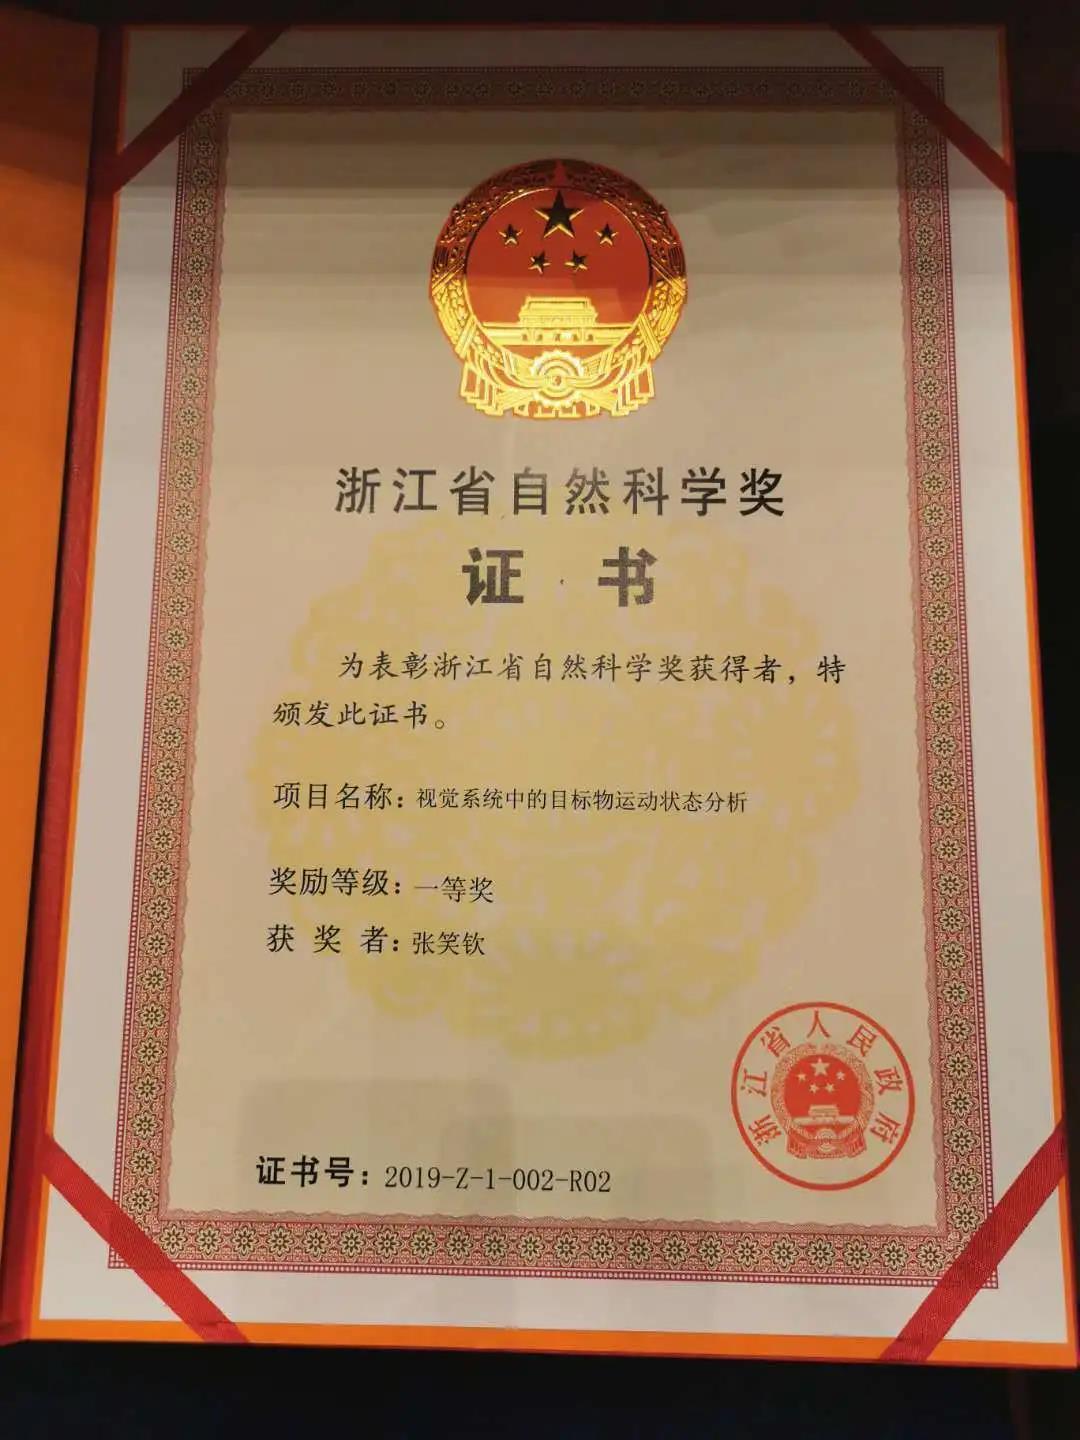 浙江省自然科学奖
证 书
为表彰浙江省自然科学奖获得者，特
颁发此证书。
项目名称：视觉系统中的目标物运动状态分析
奖励等级：一等奖
获 奖 者：张笑钦
浙江省人民政府
证书号：2019-Z-1-002-R02